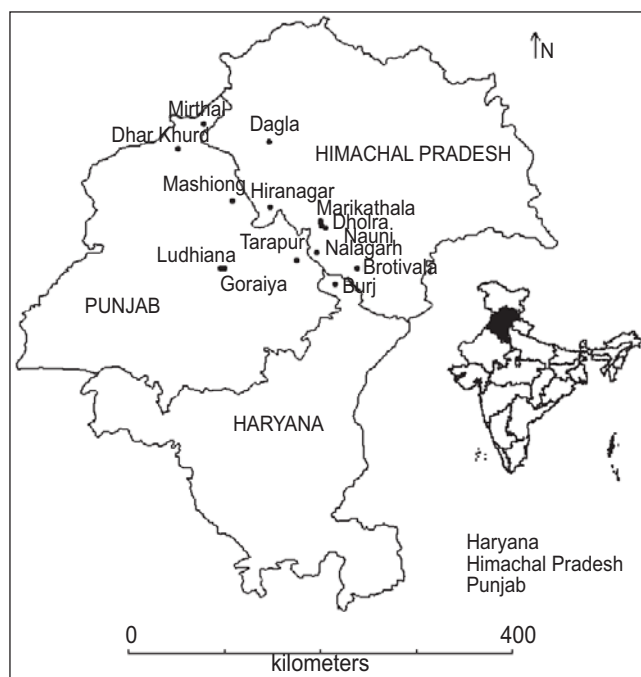 N
Mirthal
Dhar Khurd
Dagla
HIMACHAL PRADESH
Mashiong
Hiranagar
Marikathala
Dholra
Nauni
Tarapur
Nalagarh
Ludhiana
Brotivala
Goraiya
Burj
PUNJAB
HARYANA
Haryana
Himachal Pradesh
Punjab
0 400
kilometers